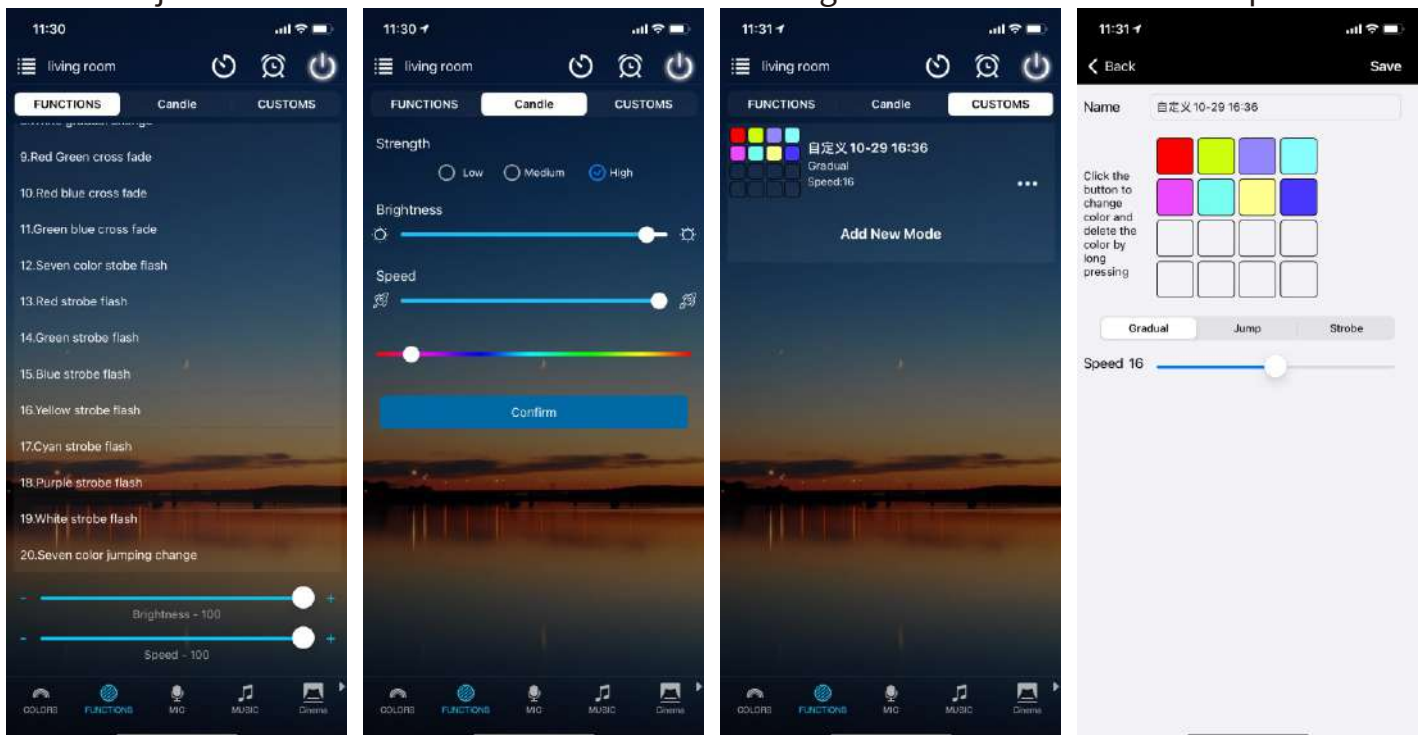 11:30
living room
FUNCTIONS Candle CUSTOMS
9.Red Green cross fade
10.Red blue cross fade
11.Green blue cross fade
12.Seven color stobe flash
13.Red strobe flash
14.Green strobe flash
15.Blue strobe flash
16.Yellow strobe flash
17.Cyan strobe flash
18.Purple strobe flash
19.White strobe flash
20.Seven color jumping change
- +
Brightness - 100
- +
Speed - 100
COLORS FUNCTIONS MIC MUSIC Cinema
11:30
living room
FUNCTIONS Candle CUSTOMS
Strength
Low Medium High
Brightness
Speed
Confirm
COLORS FUNCTIONS MIC MUSIC Cinema
11:31
living room
FUNCTIONS Candle CUSTOMS
自定义 10-29 16:36
Gradual
Speed:16
Add New Mode
COLORS FUNCTIONS MIC MUSIC Cinema
11:31
Back Save
Name 自定义 10-29 16:36
Click the
button to
change
color and
delete the
color by
long
pressing
Gradual Jump Strobe
Speed 16